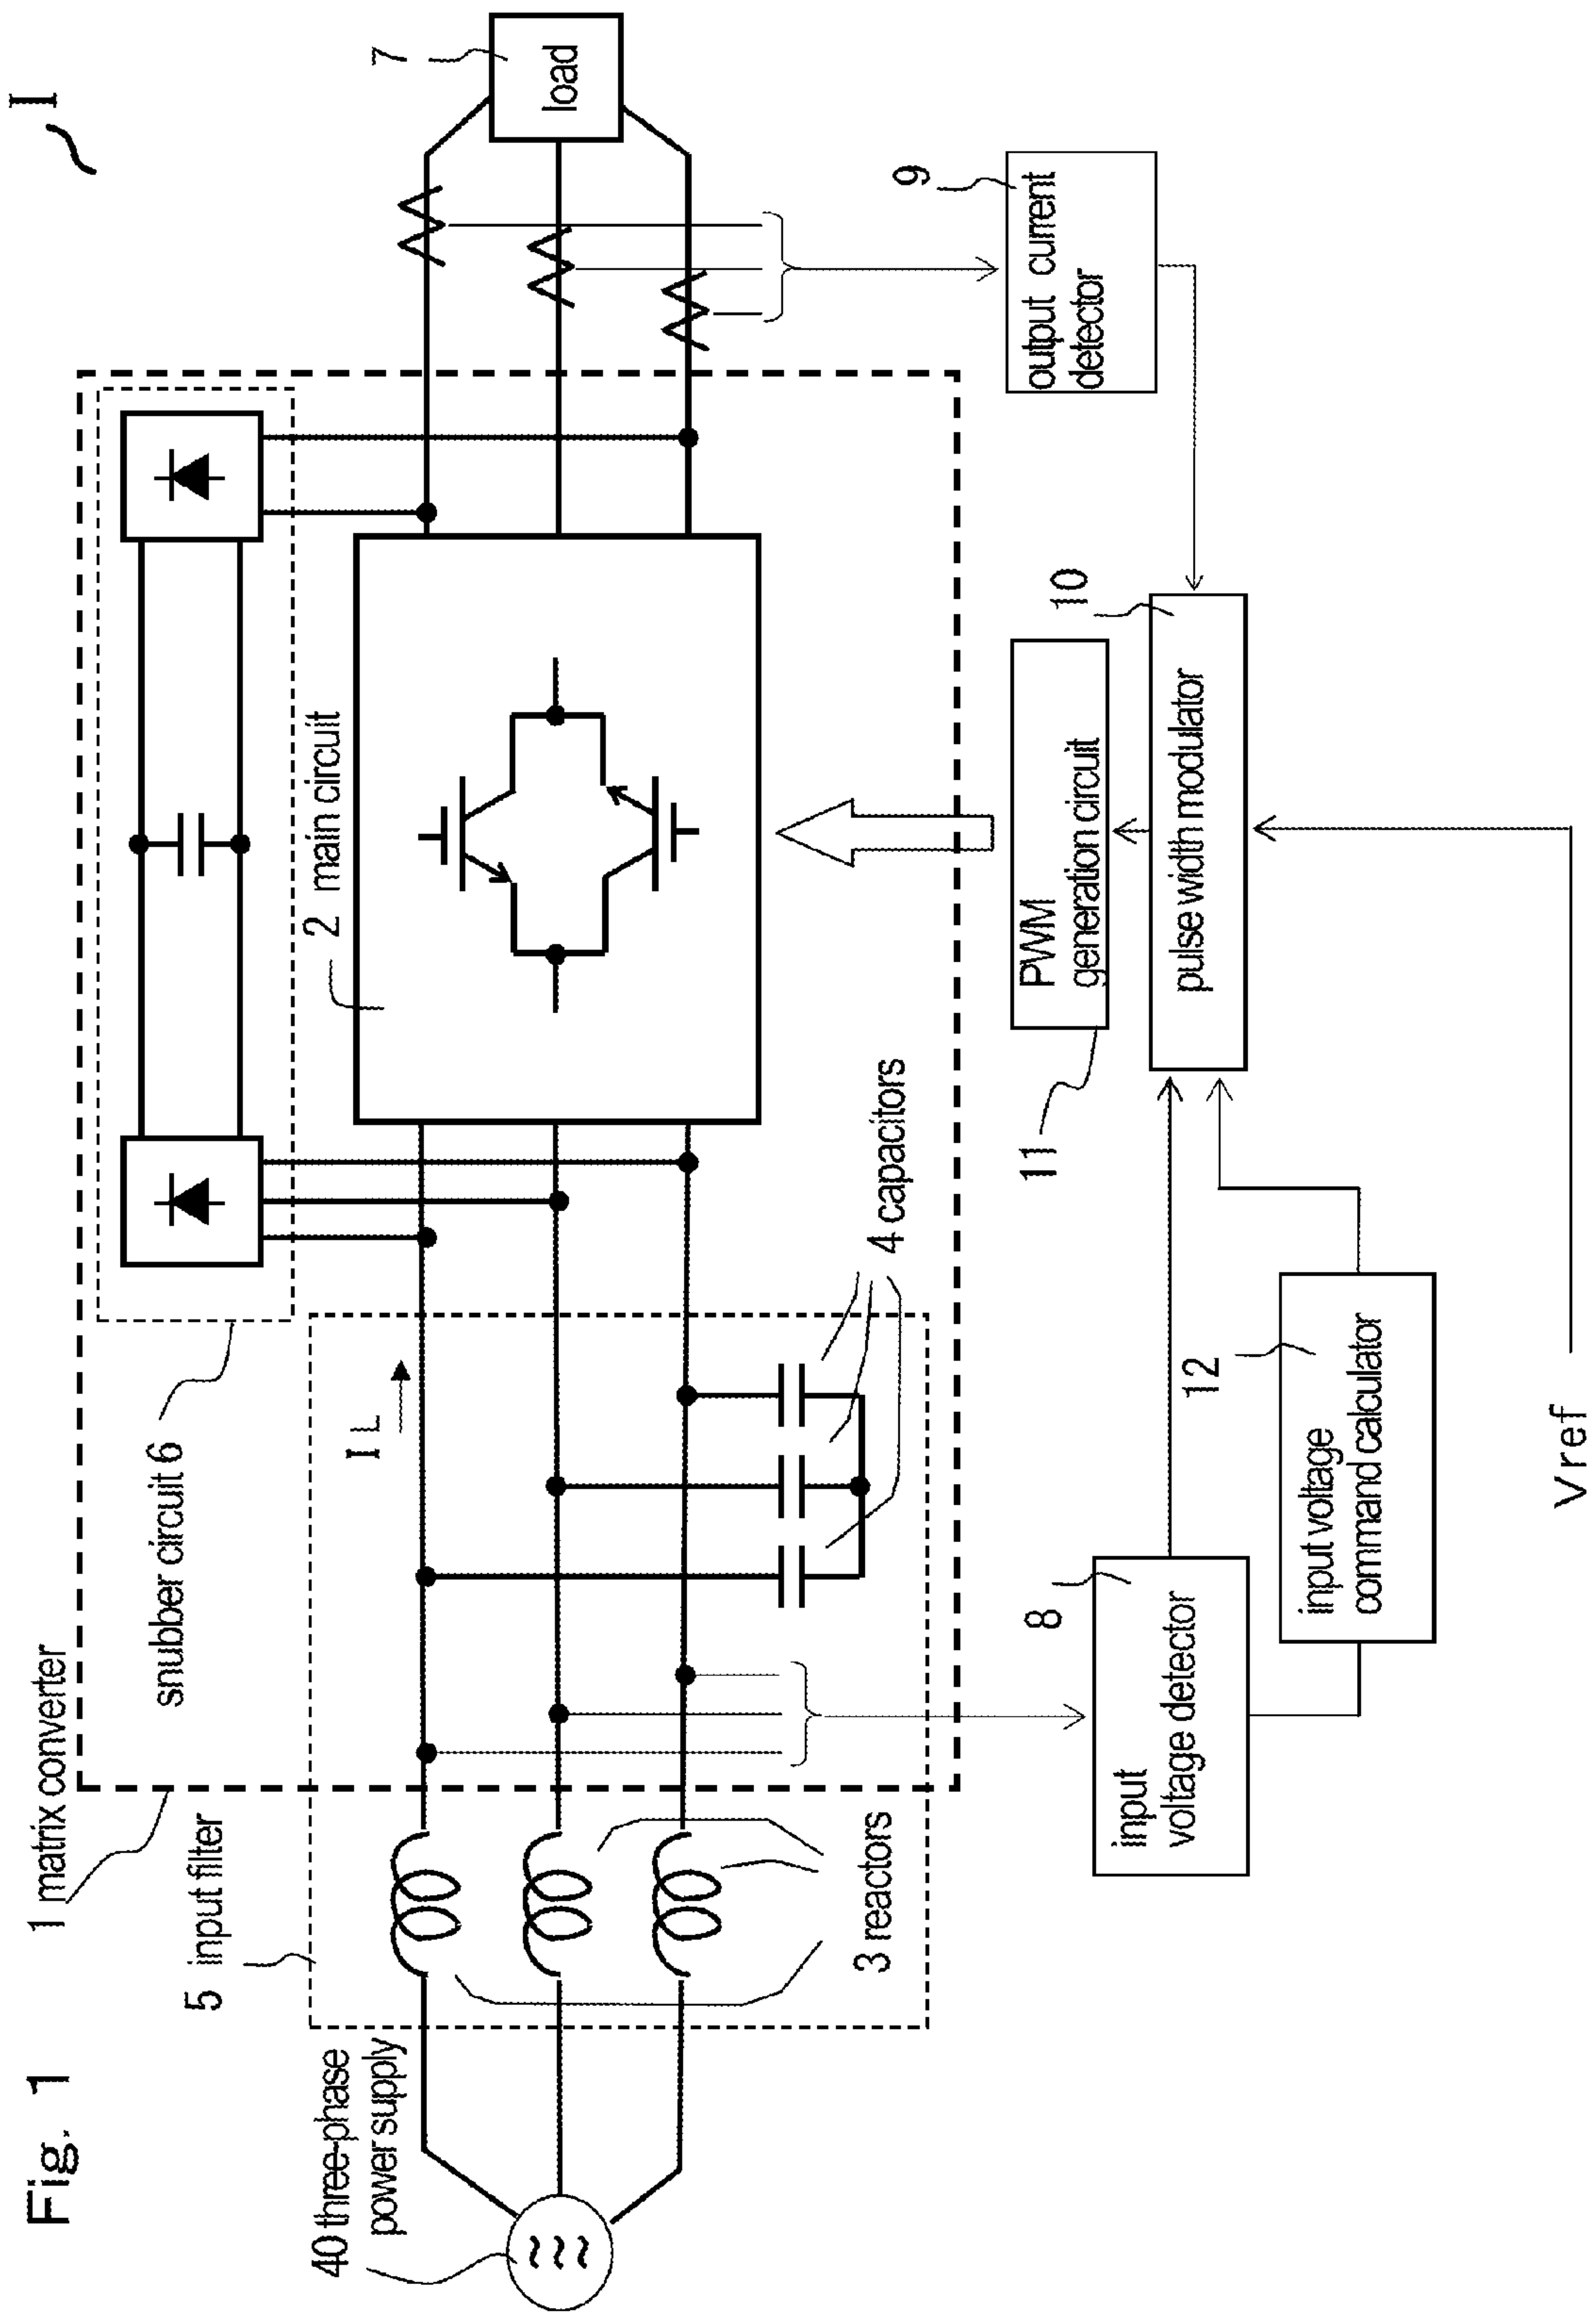 Fig. 1
I
1 matrix converter
snubber circuit 6
5 input filter
2 main circuit
7
load
40 three-phase
power supply
I L
3 reactors
4 capacitors
9
output current
detector
PWM
generation circuit
11
10
pulse width modulator
8
input
voltage detector
12
input voltage
command calculator
Vref